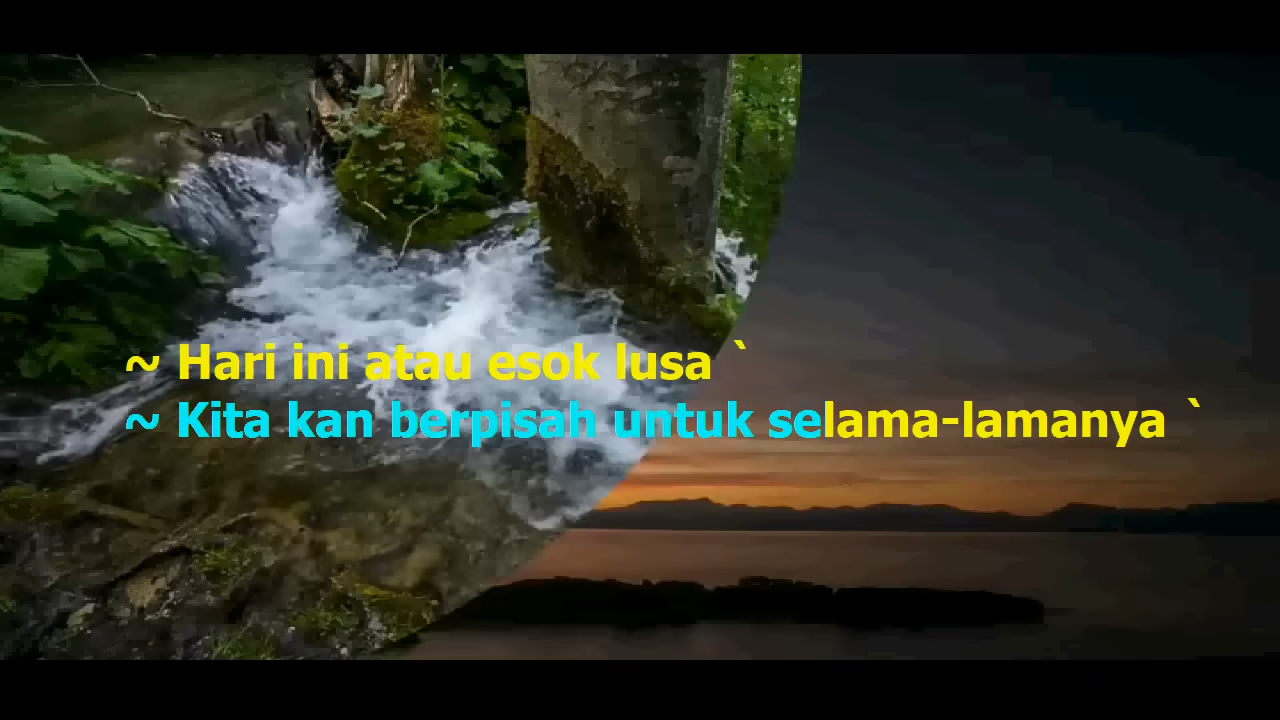 ~ Hari ini atau esok lusa `
~ Kita kan berpisah untuk selama-lamanya `